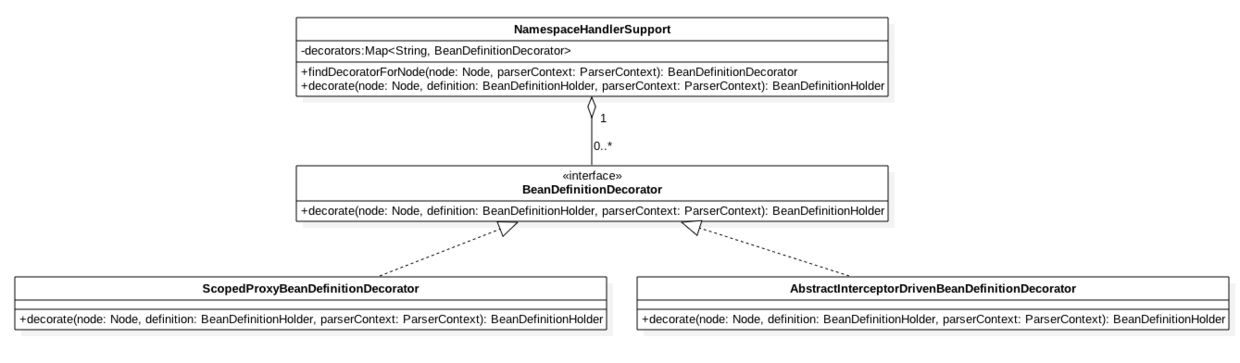 NamespaceHandlerSupport
-decorators:Map<String, BeanDefinitionDecorator>
+findDecoratorForNode(node: Node, parserContext: ParserContext): BeanDefinitionDecorator
+decorate(node: Node, definition: BeanDefinitionHolder, parserContext: ParserContext): BeanDefinitionHolder
1
0..*
«interface»
BeanDefinitionDecorator
+decorate(node: Node, definition: BeanDefinitionHolder, parserContext: ParserContext): BeanDefinitionHolder
ScopedProxyBeanDefinitionDecorator
+decorate(node: Node, definition: BeanDefinitionHolder, parserContext: ParserContext): BeanDefinitionHolder
AbstractInterceptorDrivenBeanDefinitionDecorator
+decorate(node: Node, definition: BeanDefinitionHolder, parserContext: ParserContext): BeanDefinitionHolder